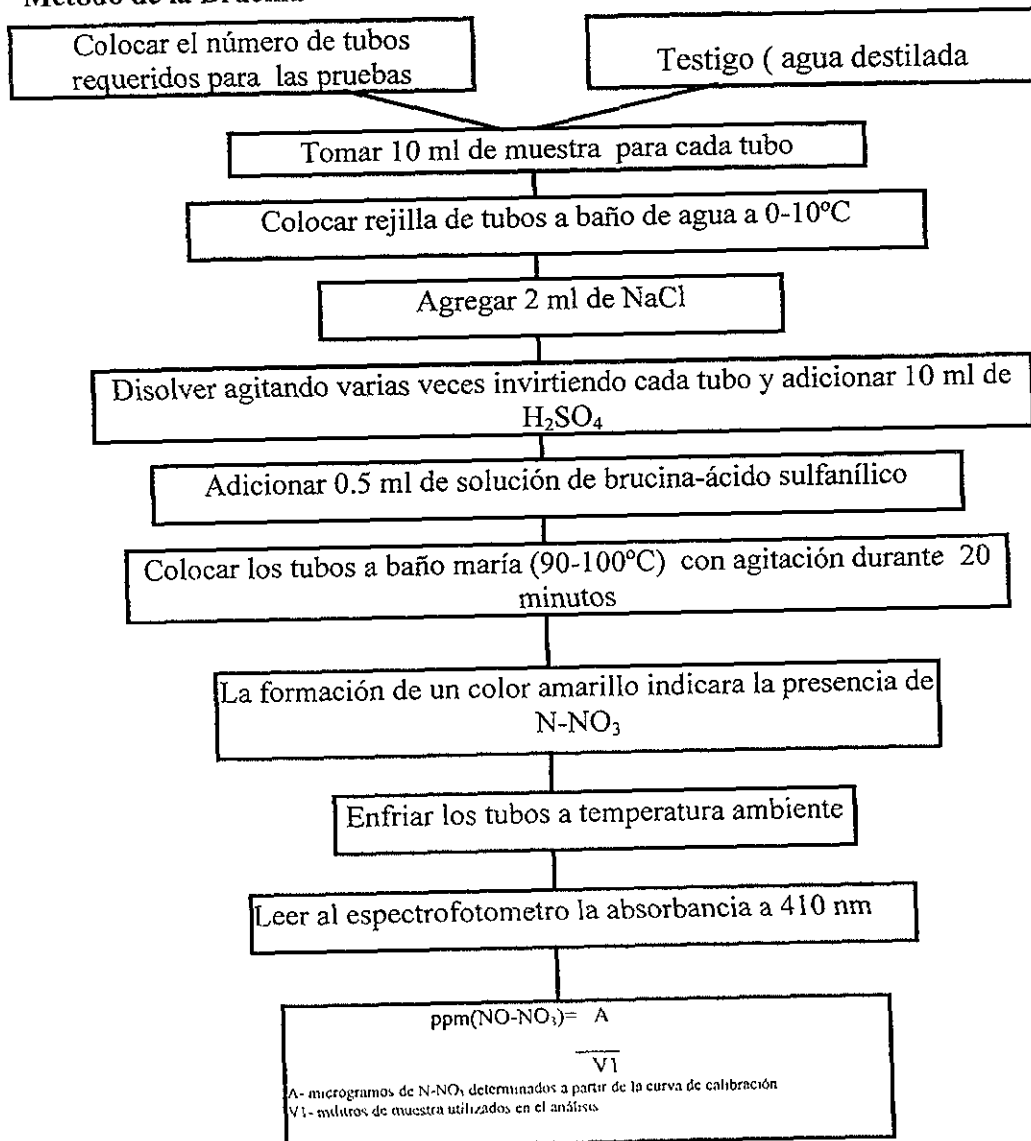 Método de la Brucina
Colocar el número de tubos
requeridos para las pruebas
Testigo ( agua destilada
Tomar 10 ml de muestra para cada tubo
Colocar rejilla de tubos a baño de agua a 0-10ºC
Agregar 2 ml de NaCl
Disolver agitando varias veces invirtiendo cada tubo y adicionar 10 ml de
H₂SO₄
Adicionar 0.5 ml de solución de brucina-ácido sulfanílico
Colocar los tubos a baño maría (90-100ºC) con agitación durante 20
minutos
La formación de un color amarillo indicara la presencia de
N-NO₃
Enfriar los tubos a temperatura ambiente
Leer al espectrofotometro la absorbancia a 410 nm
ppm(NO-NO₃)= A
V1
A- microgramos de N-NO₃ determinados a partir de la curva de calibración
V1- mililitros de muestra utilizados en el análisis